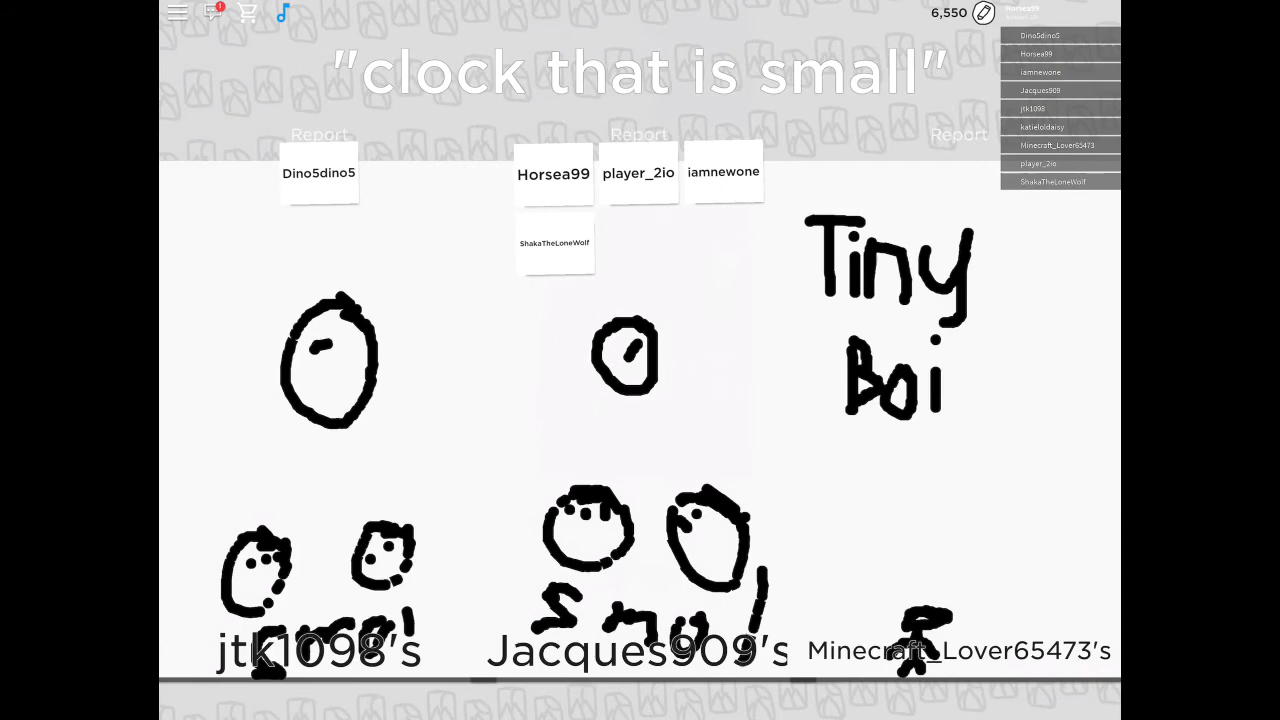 6,550
Horsea99
"clock that is small"
Dino5dino5
Horsea99
iamnewone
Jacques909
jtk1098
katieloldaisy
Minecraft_Lover65473
player_2io
ShakaTheLoneWolf
Report
Report
Report
Dino5dino5
Horsea99
player_2io
iamnewone
ShakaTheLoneWolf
Tiny
Boi
jtk1098's
Jacques909's
Minecraft_Lover65473's